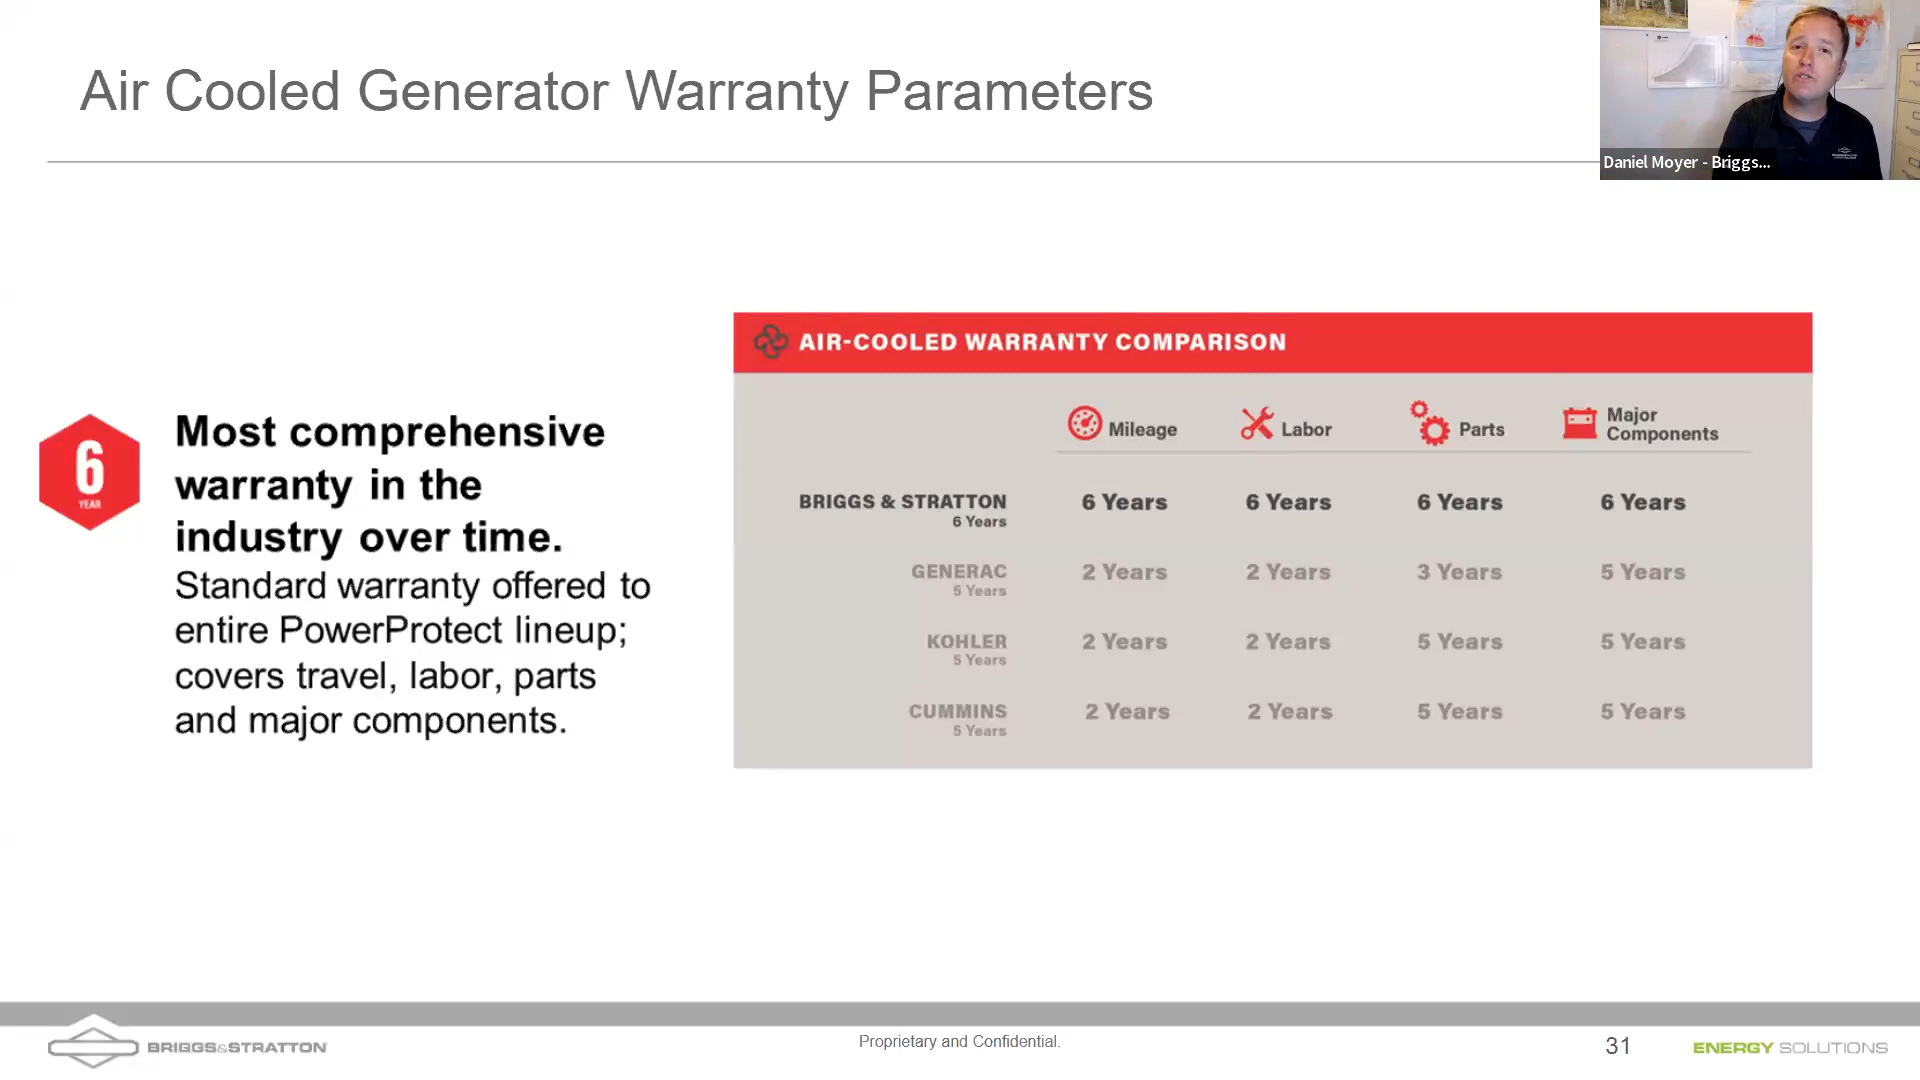 Air Cooled Generator Warranty Parameters
Daniel Moyer - Briggs...
6
YEAR
Most comprehensive
warranty in the
industry over time.
Standard warranty offered to
entire PowerProtect lineup;
covers travel, labor, parts
and major components.
AIR-COOLED WARRANTY COMPARISON
Mileage Labor Parts Major Components
BRIGGS & STRATTON 6 Years 6 Years 6 Years 6 Years
6 Years
GENERAC 2 Years 2 Years 3 Years 5 Years
5 Years
KOHLER 2 Years 2 Years 5 Years 5 Years
5 Years
CUMMINS 2 Years 2 Years 5 Years 5 Years
5 Years
BRIGGS&STRATTON
Proprietary and Confidential.
31
ENERGY SOLUTIONS